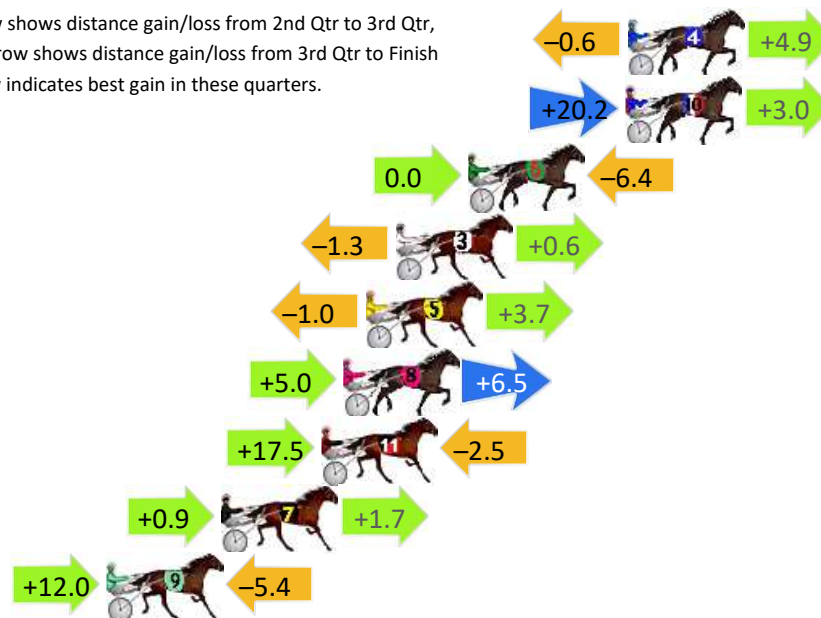 shows distance gain/loss from 2nd Qtr to 3rd Qtr,
row shows distance gain/loss from 3rd Qtr to Finish
indicates best gain in these quarters.
–0.6 4 +4.9
+20.2 10 +3.0
0.0 –6.4
–1.3 3 +0.6
–1.0 5 +3.7
+5.0 8 +6.5
+17.5 11 –2.5
+0.9 7 +1.7
+12.0 9 –5.4